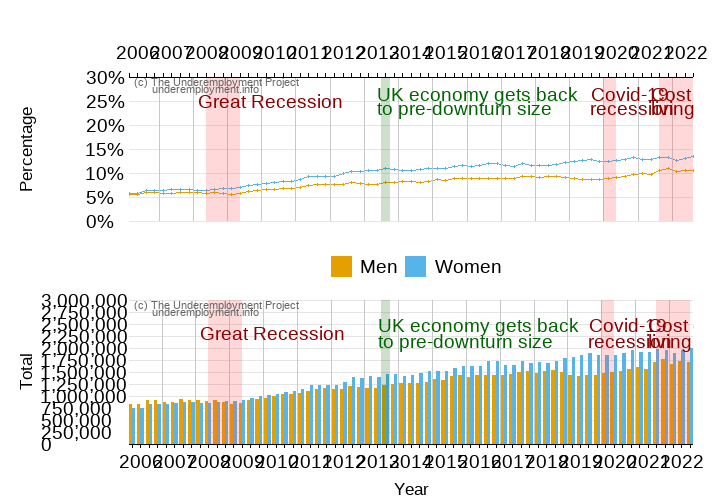 2006 2007 2008 2009 2010 2011 2012 2013 2014 2015 2016 2017 2018 2019 2020 2021 2022
30%
(c) The Underemployment Project
underemployment.info
25%
Great Recession
UK economy gets back
to pre-downturn size
Covid-19
recession
Cost
living
20%
15%
10%
5%
0%
Percentage
Men
Women
3,000,000
(c) The Underemployment Project
underemployment.info
2,750,000
2,500,000
Great Recession
UK economy gets back
to pre-downturn size
Covid-19
recession
Cost
living
2,250,000
2,000,000
1,750,000
1,500,000
1,250,000
1,000,000
750,000
500,000
250,000
0
Total
2006 2007 2008 2009 2010 2011 2012 2013 2014 2015 2016 2017 2018 2019 2020 2021 2022
Year